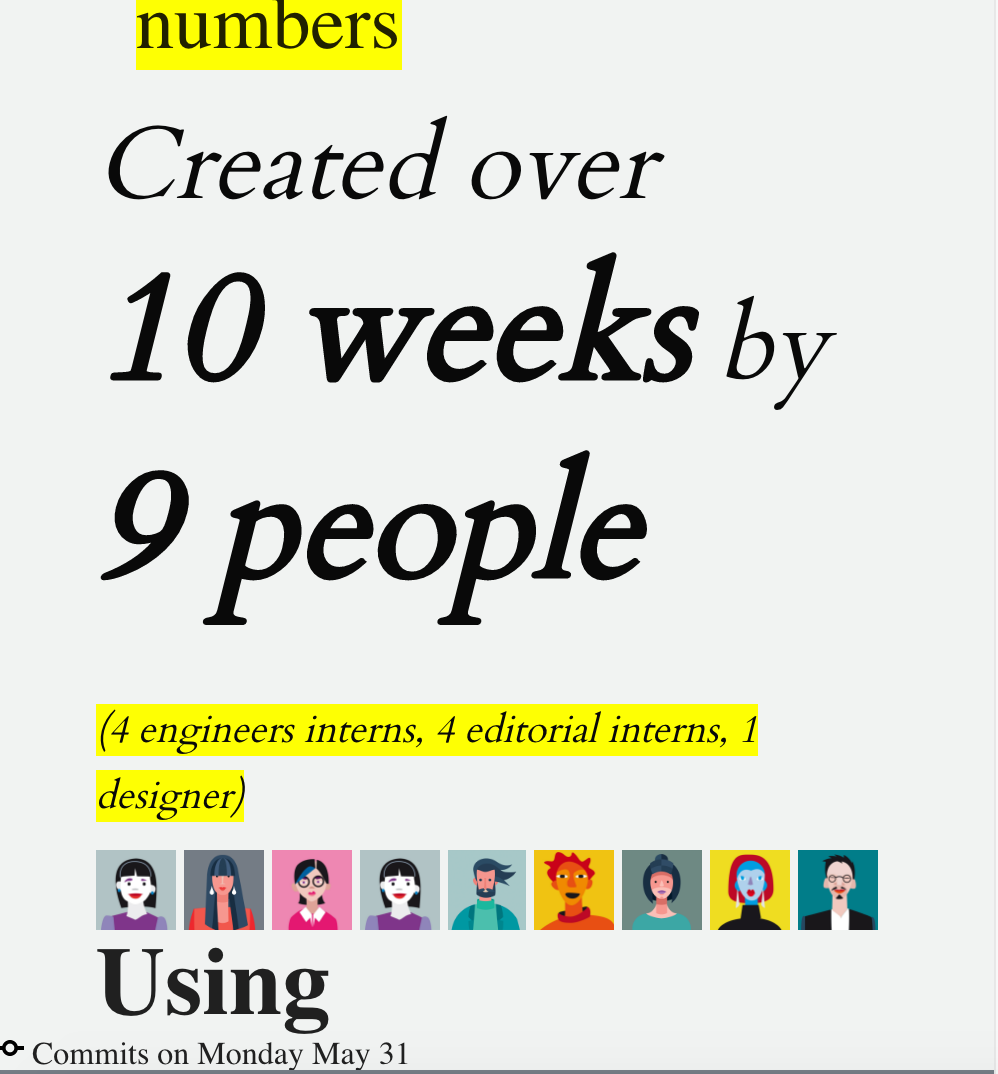 numbers
Created over
10 weeks by
9 people
(4 engineers interns, 4 editorial interns, 1
designer)
Using
Commits on Monday May 31